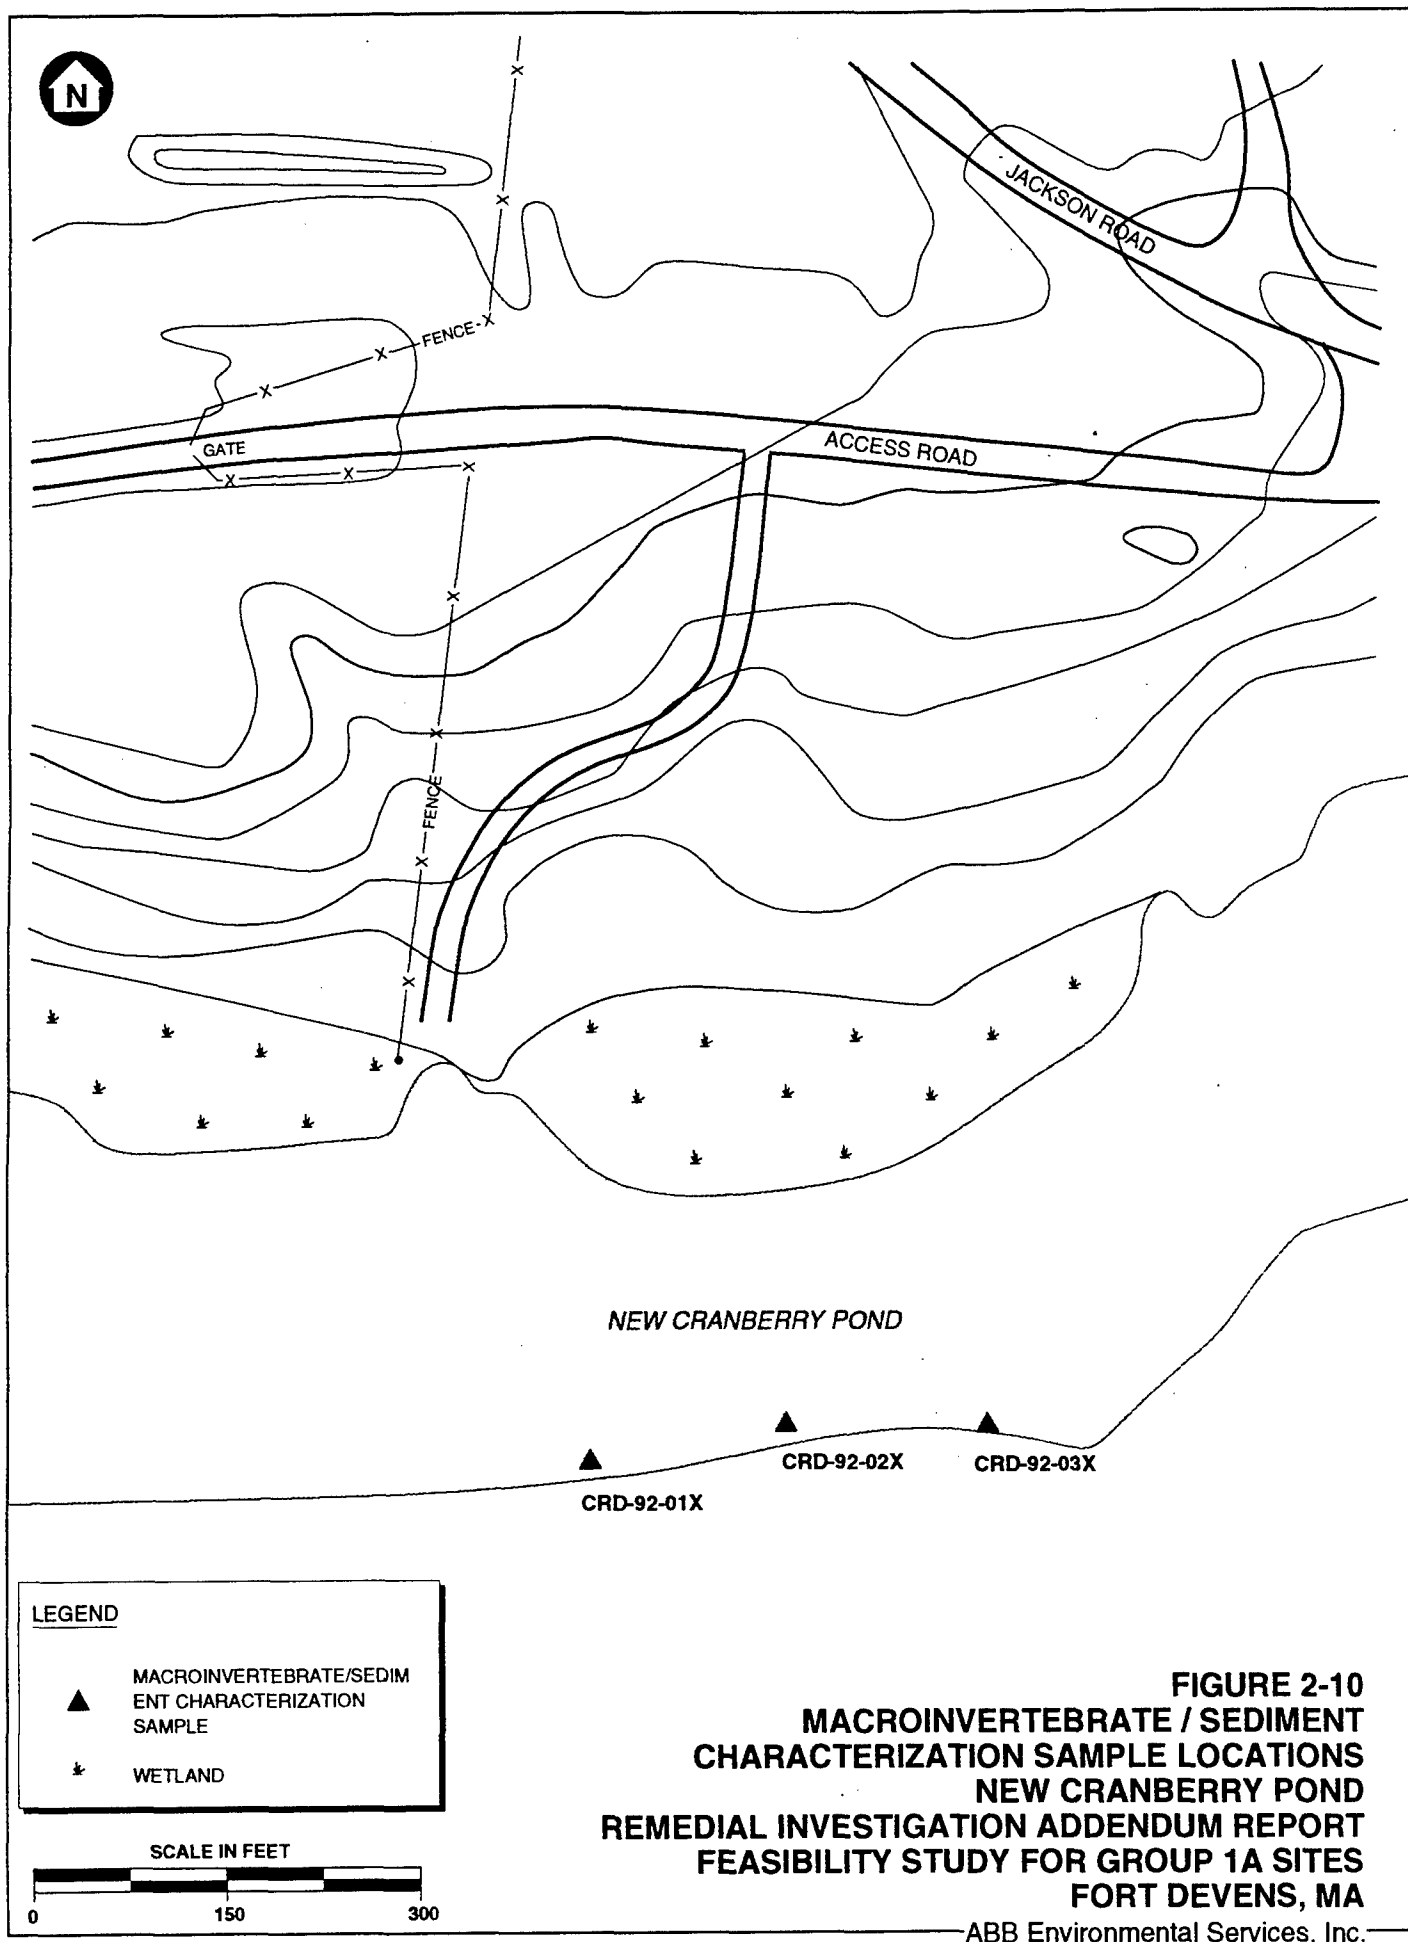 N
JACKSON ROAD
FENCE
GATE
ACCESS ROAD
FENCE
NEW CRANBERRY POND
CRD-92-02X
CRD-92-03X
CRD-92-01X
LEGEND
MACROINVERTEBRATE/SEDIM
ENT CHARACTERIZATION
SAMPLE
WETLAND
SCALE IN FEET
0 150 300
FIGURE 2-10
MACROINVERTEBRATE / SEDIMENT
CHARACTERIZATION SAMPLE LOCATIONS
NEW CRANBERRY POND
REMEDIAL INVESTIGATION ADDENDUM REPORT
FEASIBILITY STUDY FOR GROUP 1A SITES
FORT DEVENS, MA
ABB Environmental Services, Inc.